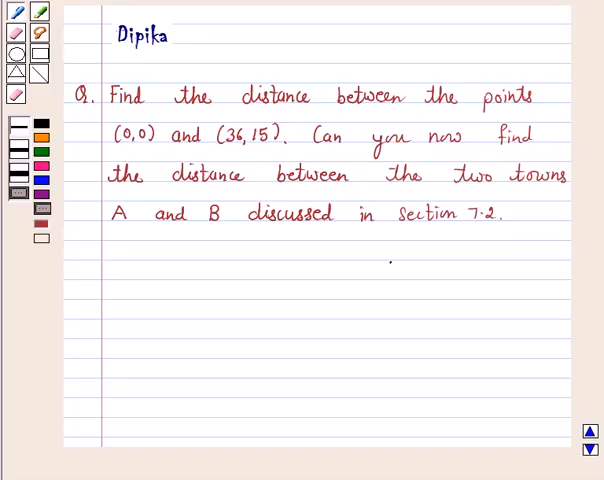 Dipika
Q. Find the distance between the points
(0,0) and (36,15). Can you now find
the distance between the two towns
A and B discussed in section 7.2.